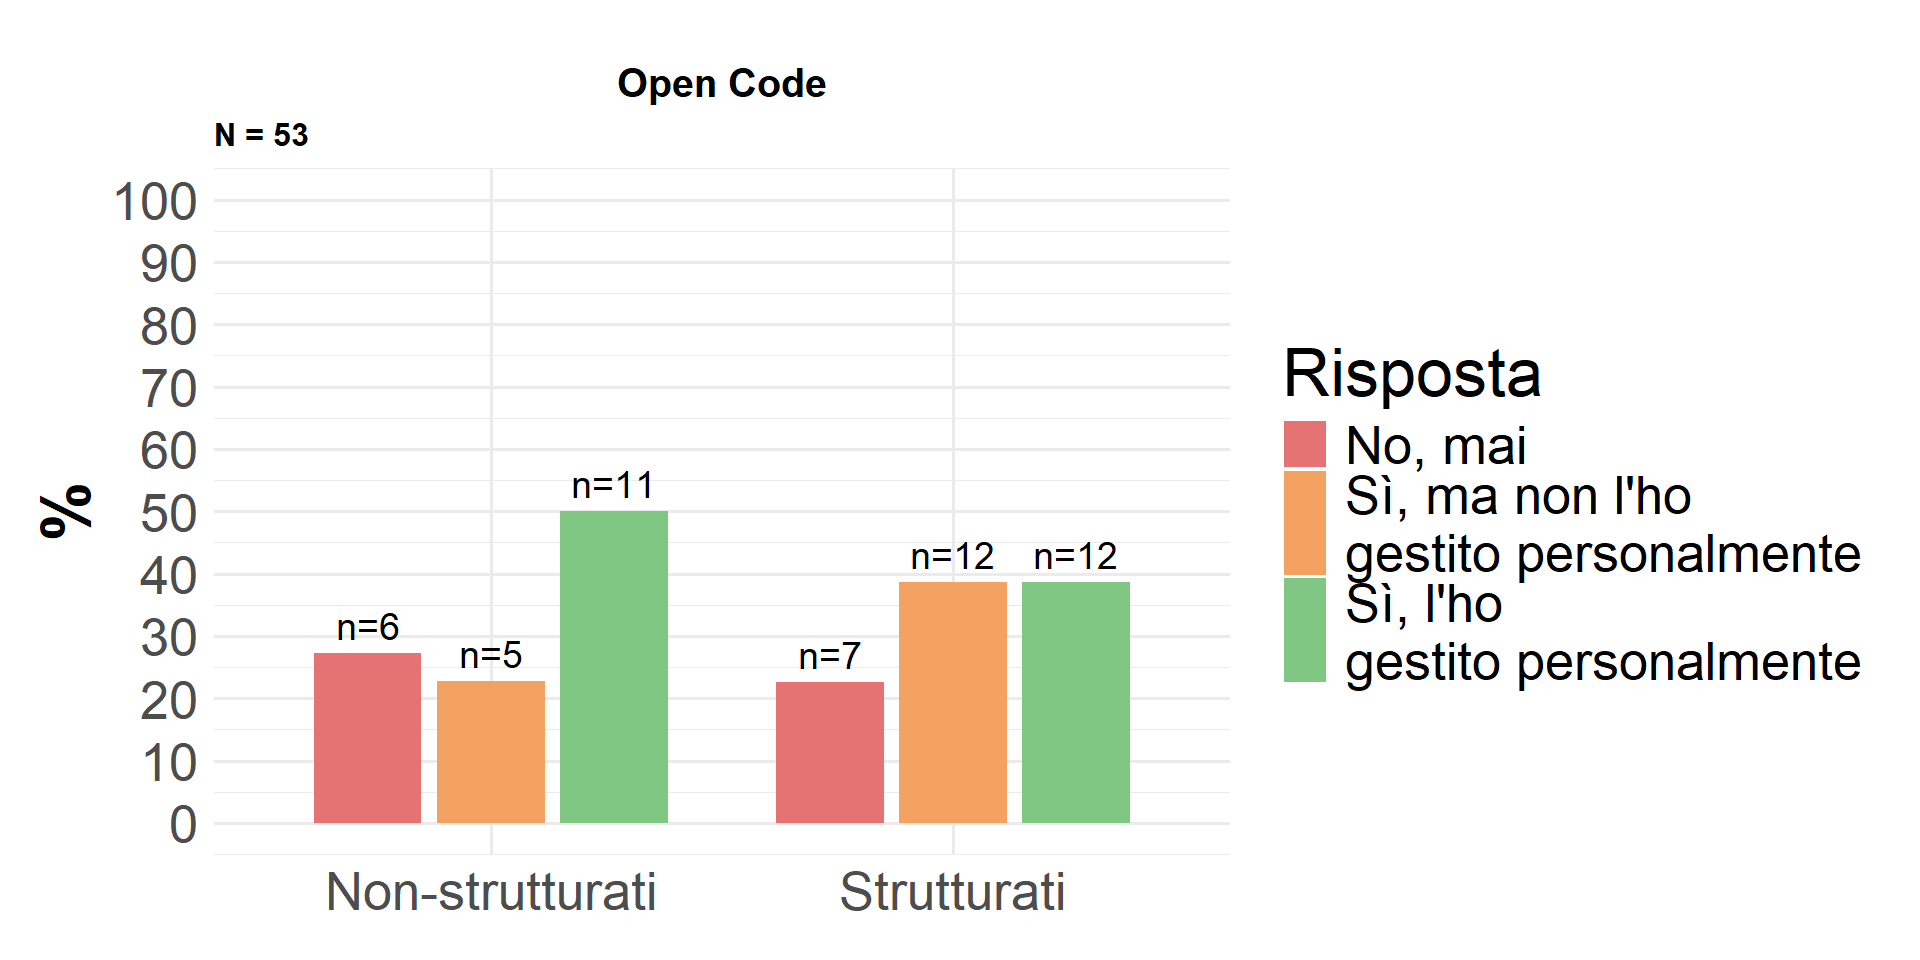 Open Code
N = 53
100
90
80
70
60
50
40
30
20
10
0
%
n=6
n=5
n=11
n=7
n=12
n=12
Non-strutturati
Strutturati
Risposta
No, mai
Sì, ma non l'ho
gestito personalmente
Sì, l'ho
gestito personalmente